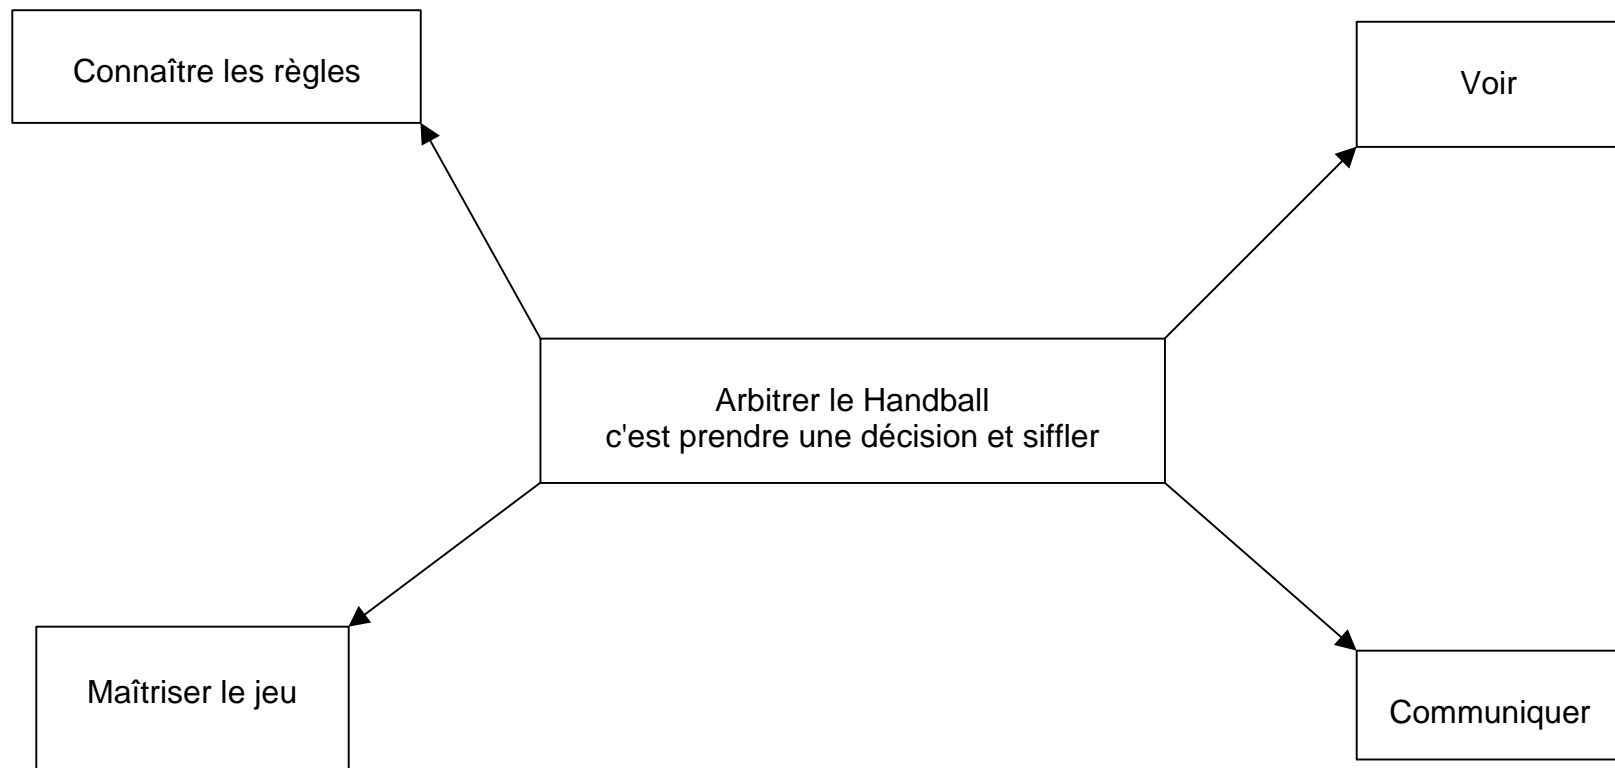 Connaître les règles
Voir
Arbitrer le Handball
c'est prendre une décision et siffler
Maîtriser le jeu
Communiquer